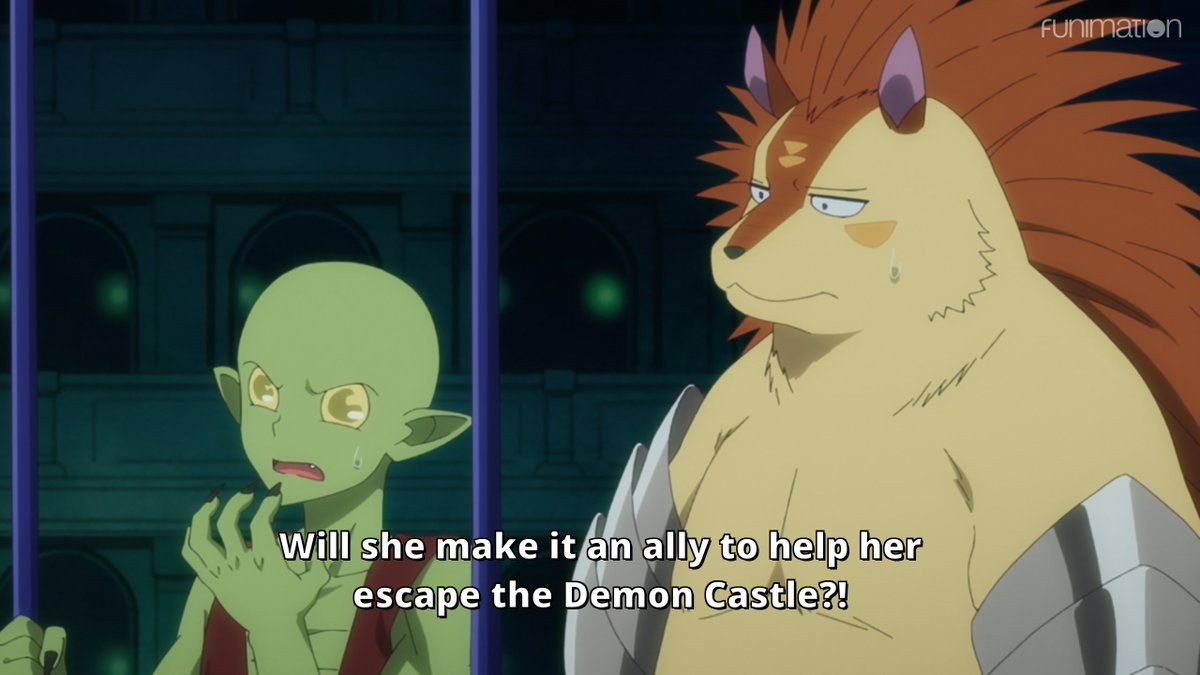 funimation
Will she make it an ally to help her
escape the Demon Castle?!